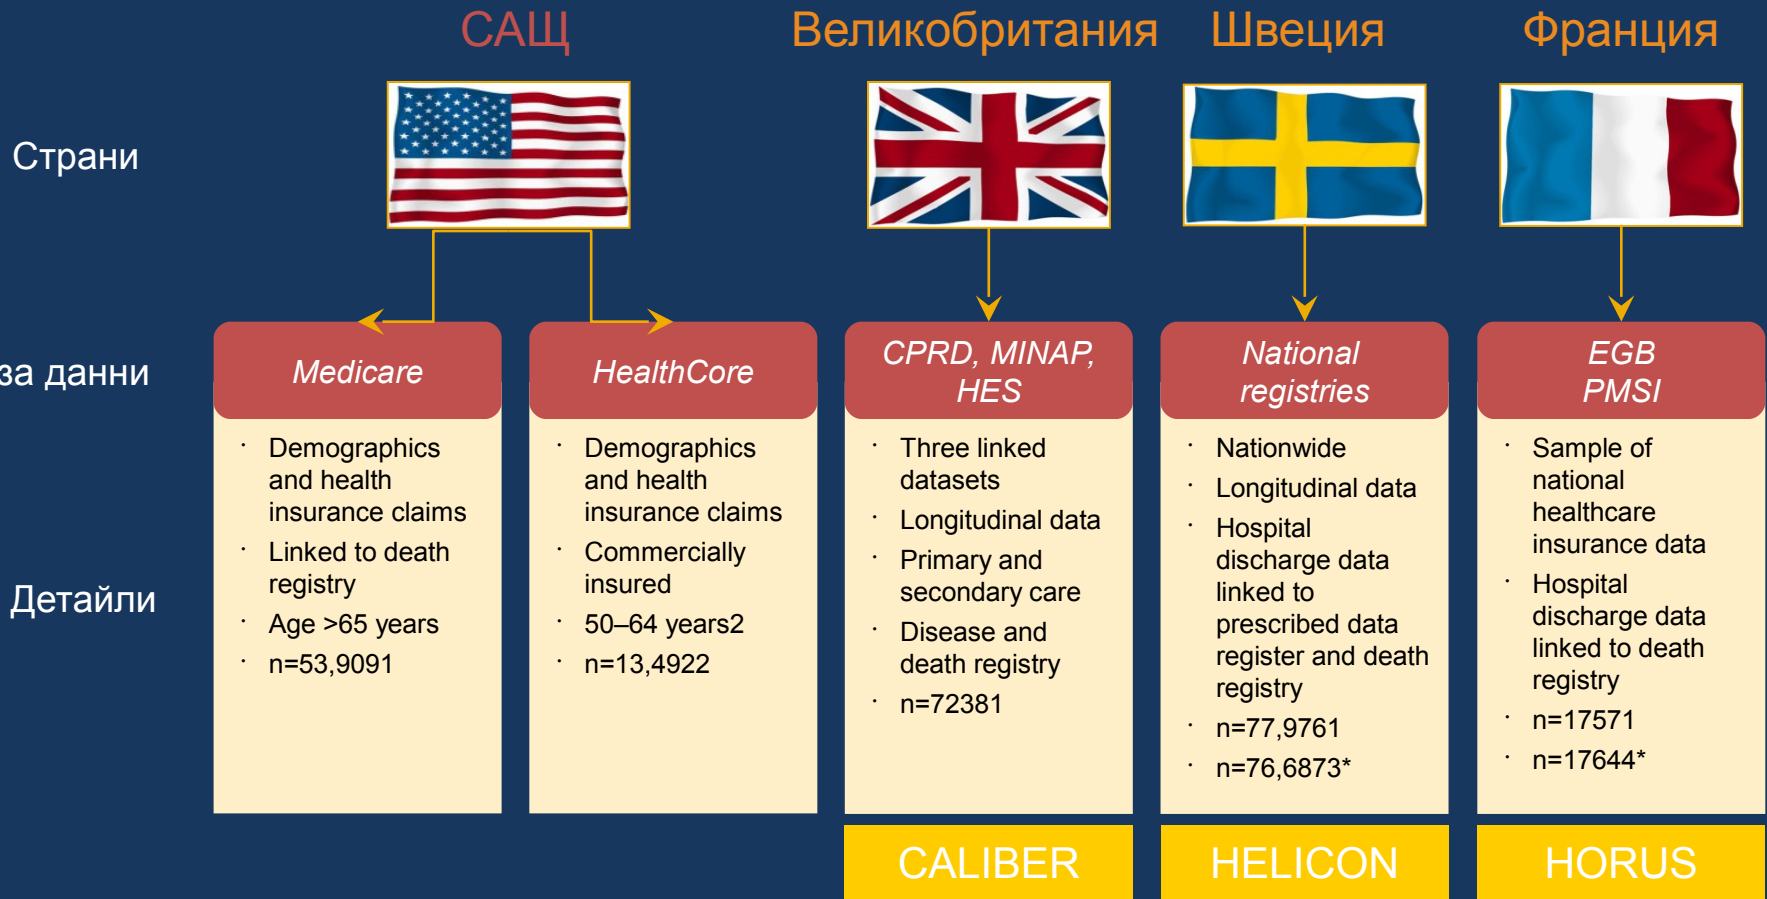 САЩ
Великобритания
Швеция
Франция
Страни
за данни
Medicare
HealthCore
CPRD, MINAP,
HES
National
registries
EGB
PMSI
Детайли
· Demographics
and health
insurance claims
· Linked to death
registry
· Age >65 years
· n=53,9091
· Demographics
and health
insurance claims
· Commercially
insured
· 50–64 years2
· n=13,4922
· Three linked
datasets
· Longitudinal data
· Primary and
secondary care
· Disease and
death registry
· n=72381
· Nationwide
· Longitudinal data
· Hospital
discharge data
linked to
prescribed data
register and death
registry
· n=77,9761
· n=76,6873*
· Sample of
national
healthcare
insurance data
· Hospital
discharge data
linked to death
registry
· n=17571
· n=17644*
CALIBER
HELICON
HORUS